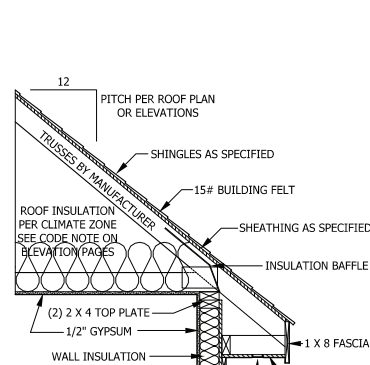 12
PITCH PER ROOF PLAN
OR ELEVATIONS
SHINGLES AS SPECIFIED
TRUSSES BY MANUFACTURER
15# BUILDING FELT
ROOF INSULATION
PER CLIMATE ZONE
SEE CODE NOTE ON
ELEVATION PAGES
SHEATHING AS SPECIFIED
INSULATION BAFFLE
(2) 2 X 4 TOP PLATE
1/2" GYPSUM
1 X 8 FASCIA
WALL INSULATION